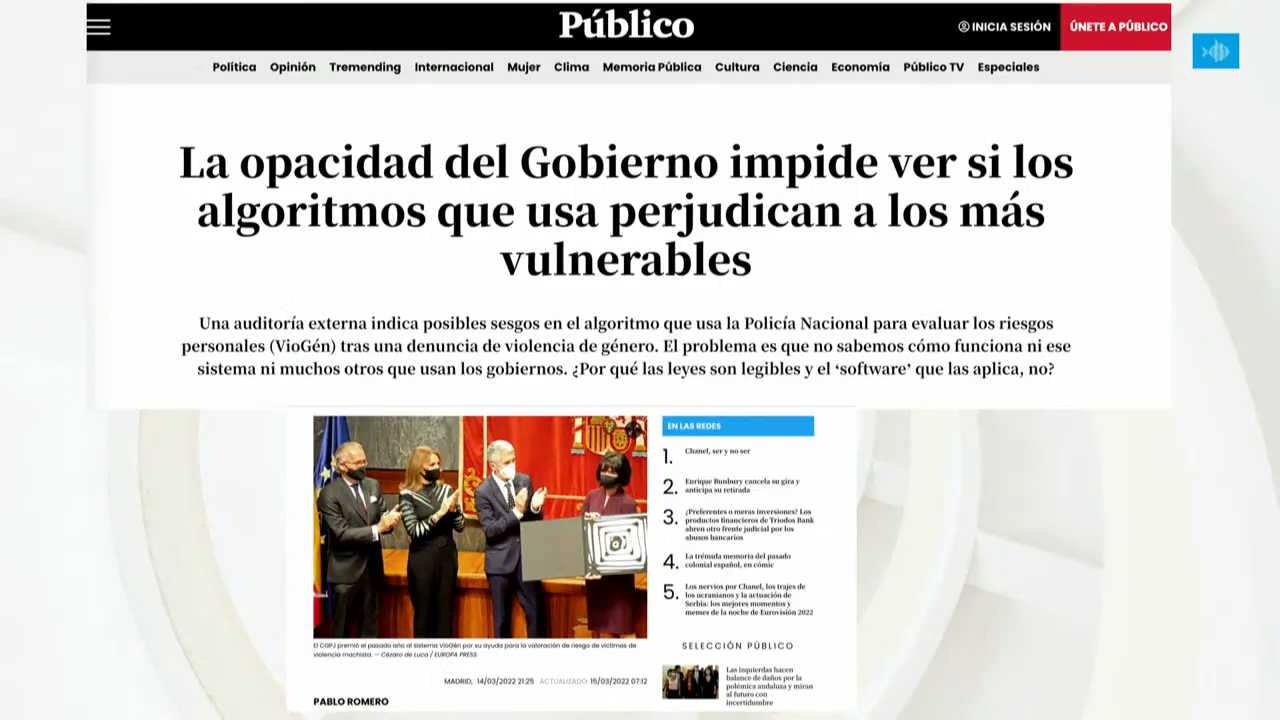 Público
INICIA SESIÓN
ÚNETE A PÚBLICO
Política Opinión Tremending Internacional Mujer Clima Memoria Pública Cultura Ciencia Economía Público TV Especiales
La opacidad del Gobierno impide ver si los
algoritmos que usa perjudican a los más
vulnerables
Una auditoría externa indica posibles sesgos en el algoritmo que usa la Policía Nacional para evaluar los riesgos
personales (VioGén) tras una denuncia de violencia de género. El problema es que no sabemos cómo funciona ni ese
sistema ni muchos otros que usan los gobiernos. ¿Por qué las leyes son legibles y el ‘software’ que las aplica, no?
El CGPJ premió el pasado año al sistema VioGén por su ayuda para la valoración de riesgo de víctimas de
violencia machista. — Cézaro de Luca / EUROPA PRESS
MADRID, 14/03/2022 21:25 ACTUALIZADO: 15/03/2022 07:12
PABLO ROMERO
EN LAS REDES
1. Chanel, ser y no ser
2. Enrique Bunbury cancela su gira y
anticipa su retirada
3. ¿Preferentes o meras inversiones? Los
productos financieros de Triodos Bank
abren otro frente judicial por los
abusos bancarios
4. La trémula memoria del pasado
colonial español, en cómic
5. Los nervios por Chanel, los trajes de
los ucranianos y la actuación de
Serbia: los mejores momentos y
memes de la noche de Eurovisión 2022
SELECCIÓN PÚBLICO
Las izquierdas hacen
balance de daños por la
polémica andaluza y miran
al futuro con
incertidumbre